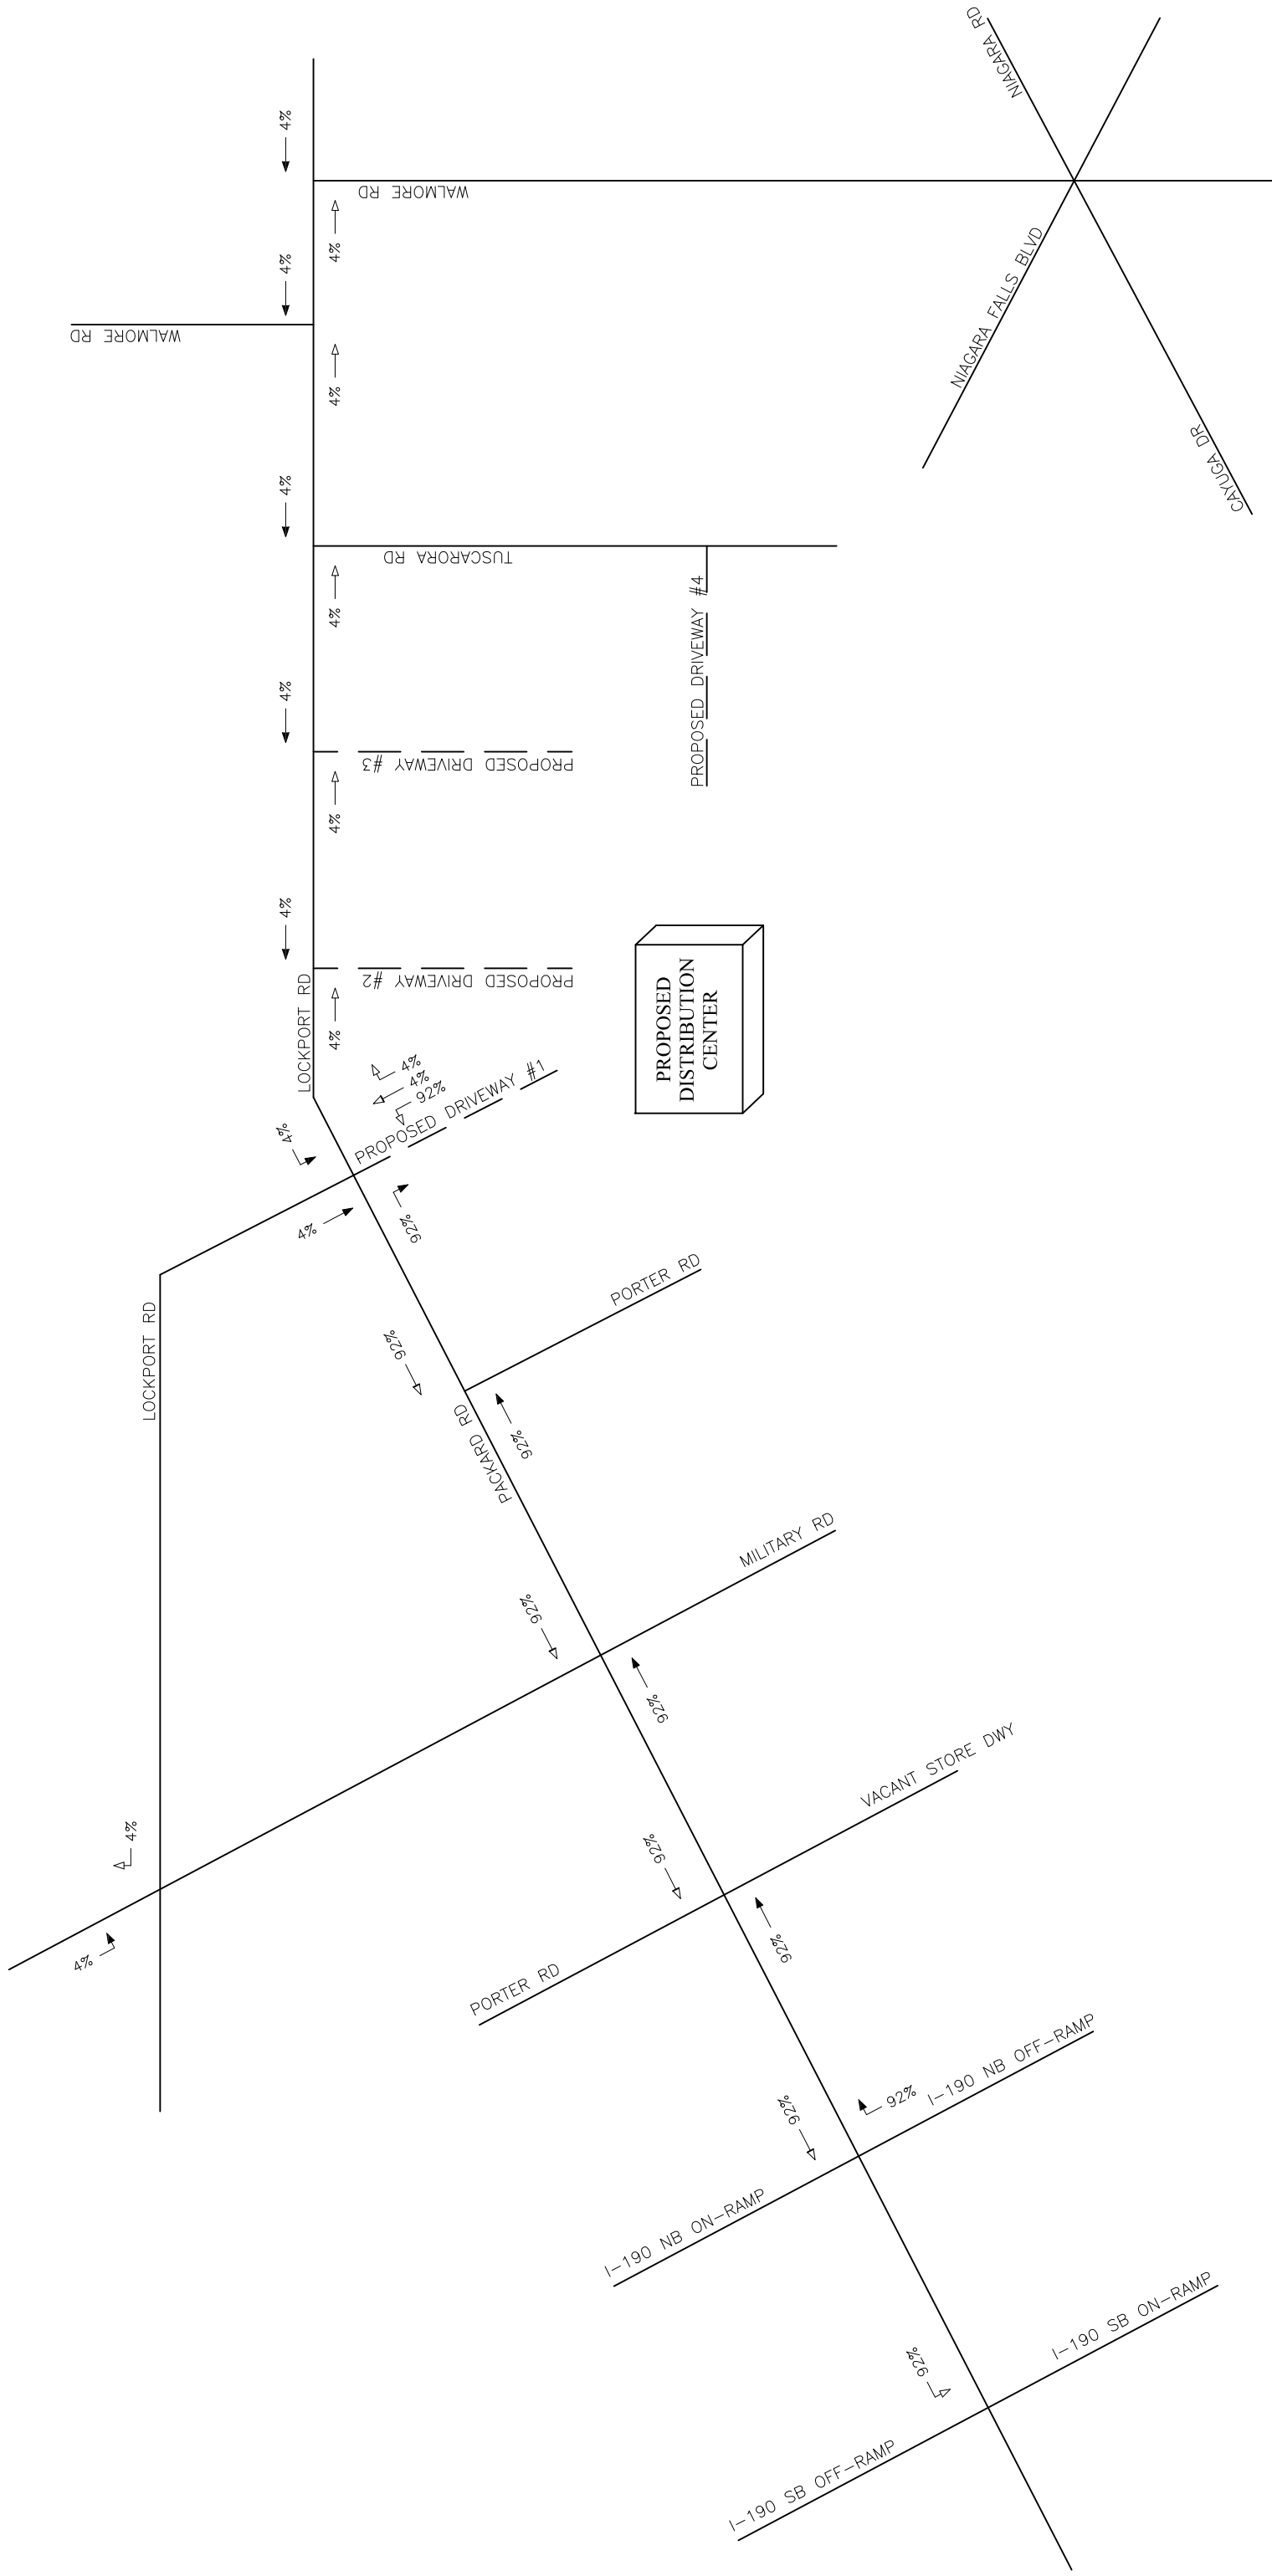 NIAGARA RD
4%
WALMORE RD
4%
4%
NIAGARA FALLS BLVD
WALMORE RD
4%
CAYUGA DR
4%
TUSCARORA RD
4%
PROPOSED DRIVEWAY #4
4%
PROPOSED DRIVEWAY #3
4%
4%
PROPOSED DRIVEWAY #2
LOCKPORT RD
4%
PROPOSED
DISTRIBUTION
CENTER
4%
4%
92%
PROPOSED DRIVEWAY #1
4%
4%
92%
LOCKPORT RD
PORTER RD
92%
PACKARD RD
92%
MILITARY RD
92%
92%
VACANT STORE DWY
4%
92%
4%
92%
PORTER RD
I-190 NB OFF-RAMP
92%
92%
I-190 NB ON-RAMP
I-190 SB ON-RAMP
92%
I-190 SB OFF-RAMP